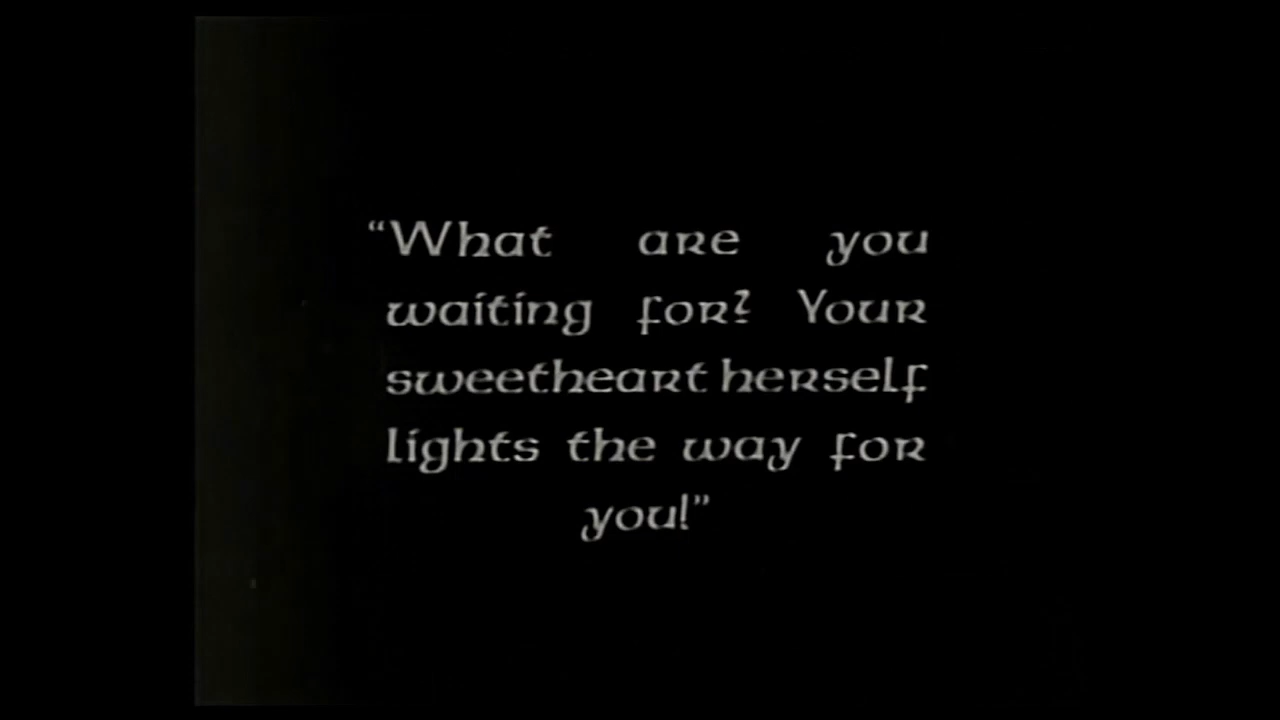 “What are you
waiting for? Your
sweetheart herself
lights the way for
you!”